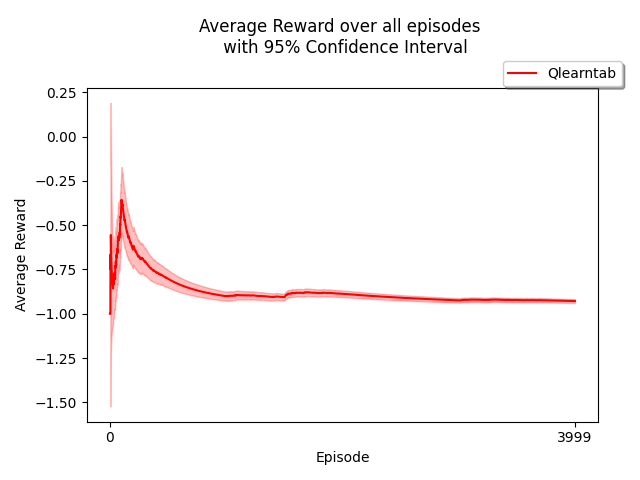 Average Reward over all episodes
with 95% Confidence Interval
Qlearntab
0.25
0.00
−0.25
−0.50
−0.75
−1.00
−1.25
−1.50
Average Reward
0
3999
Episode